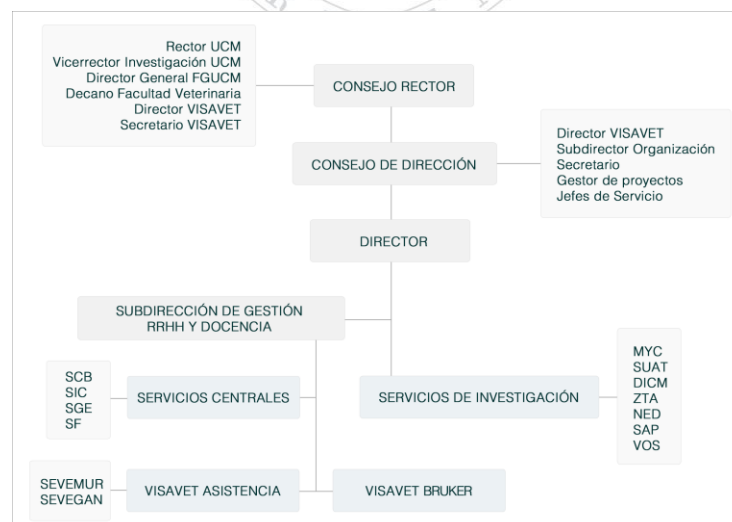 Rector UCM
Vicerrector Investigación UCM
Director General FGUCM
Decano Facultad Veterinaria
Director VISAVET
Secretario VISAVET
CONSEJO RECTOR
CONSEJO DE DIRECCIÓN
Director VISAVET
Subdirector Organización
Secretario
Gestor de proyectos
Jefes de Servicio
DIRECTOR
SUBDIRECCIÓN DE GESTIÓN
RRHH Y DOCENCIA
SCB
SIC
SGE
SF
SERVICIOS CENTRALES
SERVICIOS DE INVESTIGACIÓN
MYC
SUAT
DICM
ZTA
NED
SAP
VOS
SEVEMUR
SEVEGAN
VISAVET ASISTENCIA
VISAVET BRUKER